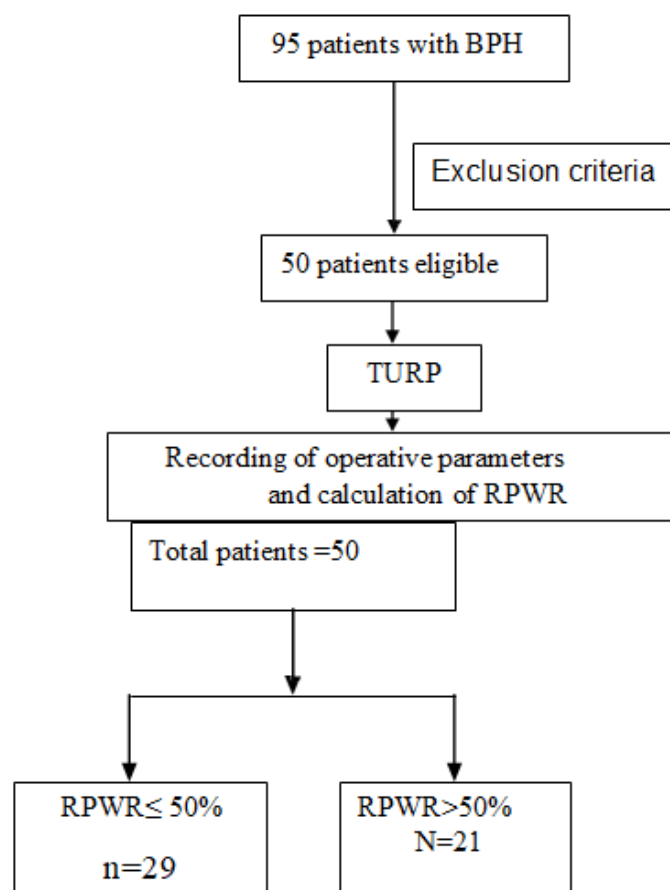 95 patients with BPH
Exclusion criteria
50 patients eligible
TURP
Recording of operative parameters
and calculation of RPWR
Total patients =50
RPWR≤ 50%
n=29
RPWR>50%
N=21